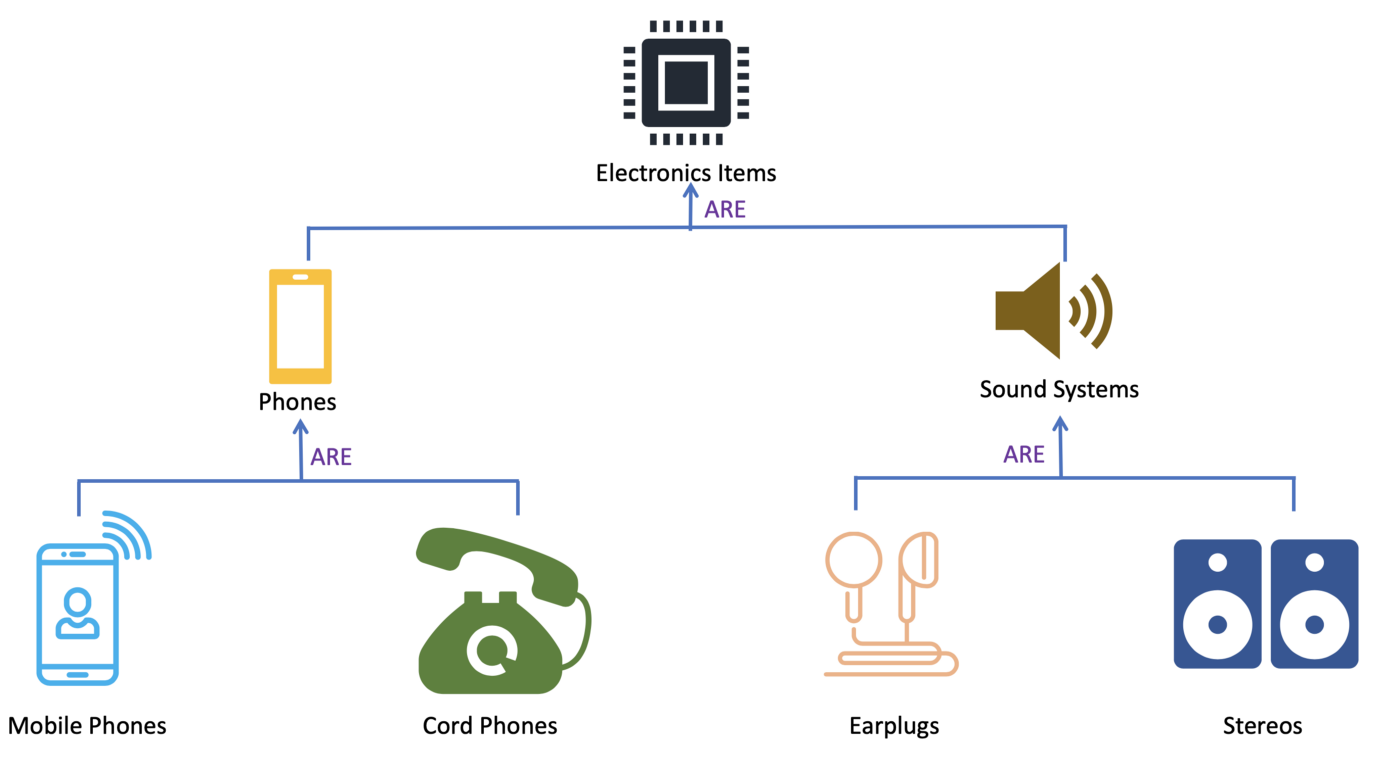 Electronics Items
ARE
Phones
Sound Systems
ARE
ARE
Mobile Phones
Cord Phones
Earplugs
Stereos